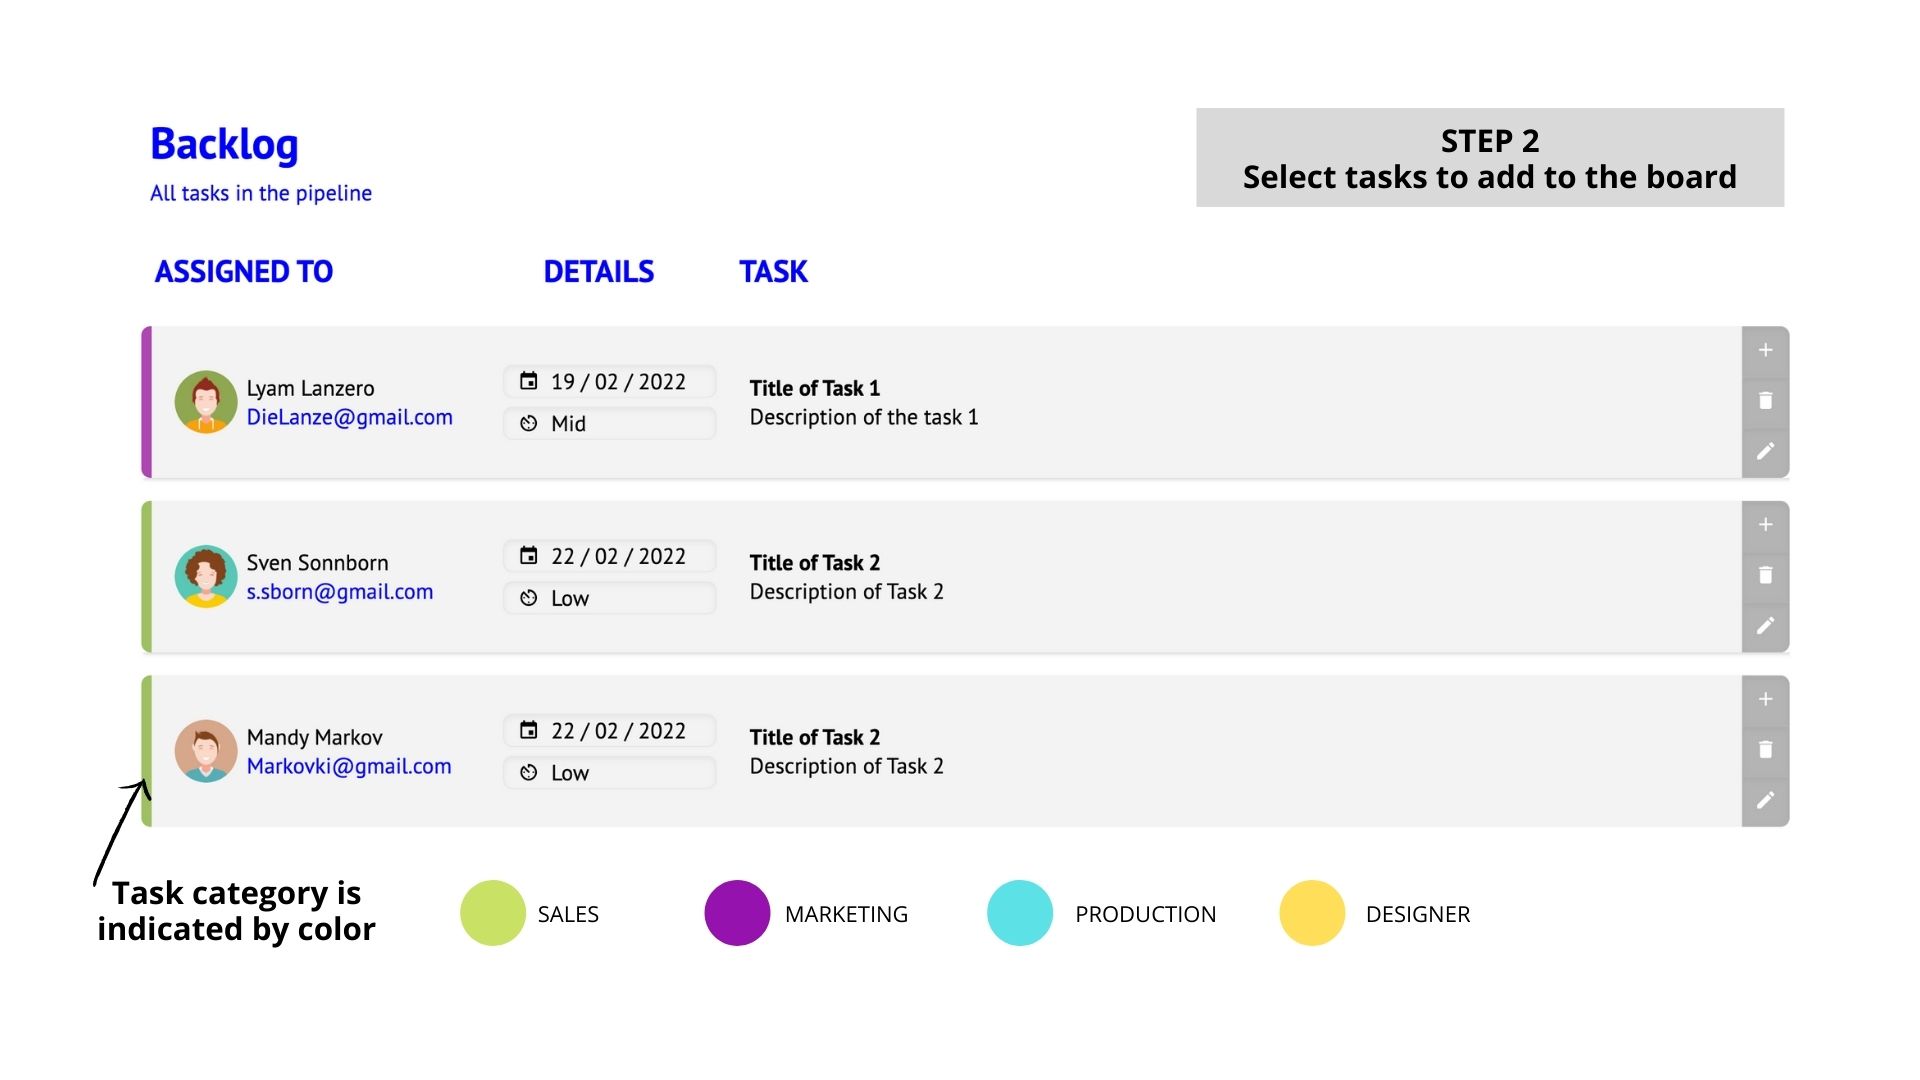 Backlog
All tasks in the pipeline
STEP 2
Select tasks to add to the board
ASSIGNED TO DETAILS TASK
Lyam Lanzero
DieLanze@gmail.com
19 / 02 / 2022
Mid
Title of Task 1
Description of the task 1
Sven Sonnborn
s.sborn@gmail.com
22 / 02 / 2022
Low
Title of Task 2
Description of Task 2
Mandy Markov
Markovki@gmail.com
22 / 02 / 2022
Low
Title of Task 2
Description of Task 2
Task category is
indicated by color
SALES
MARKETING
PRODUCTION
DESIGNER